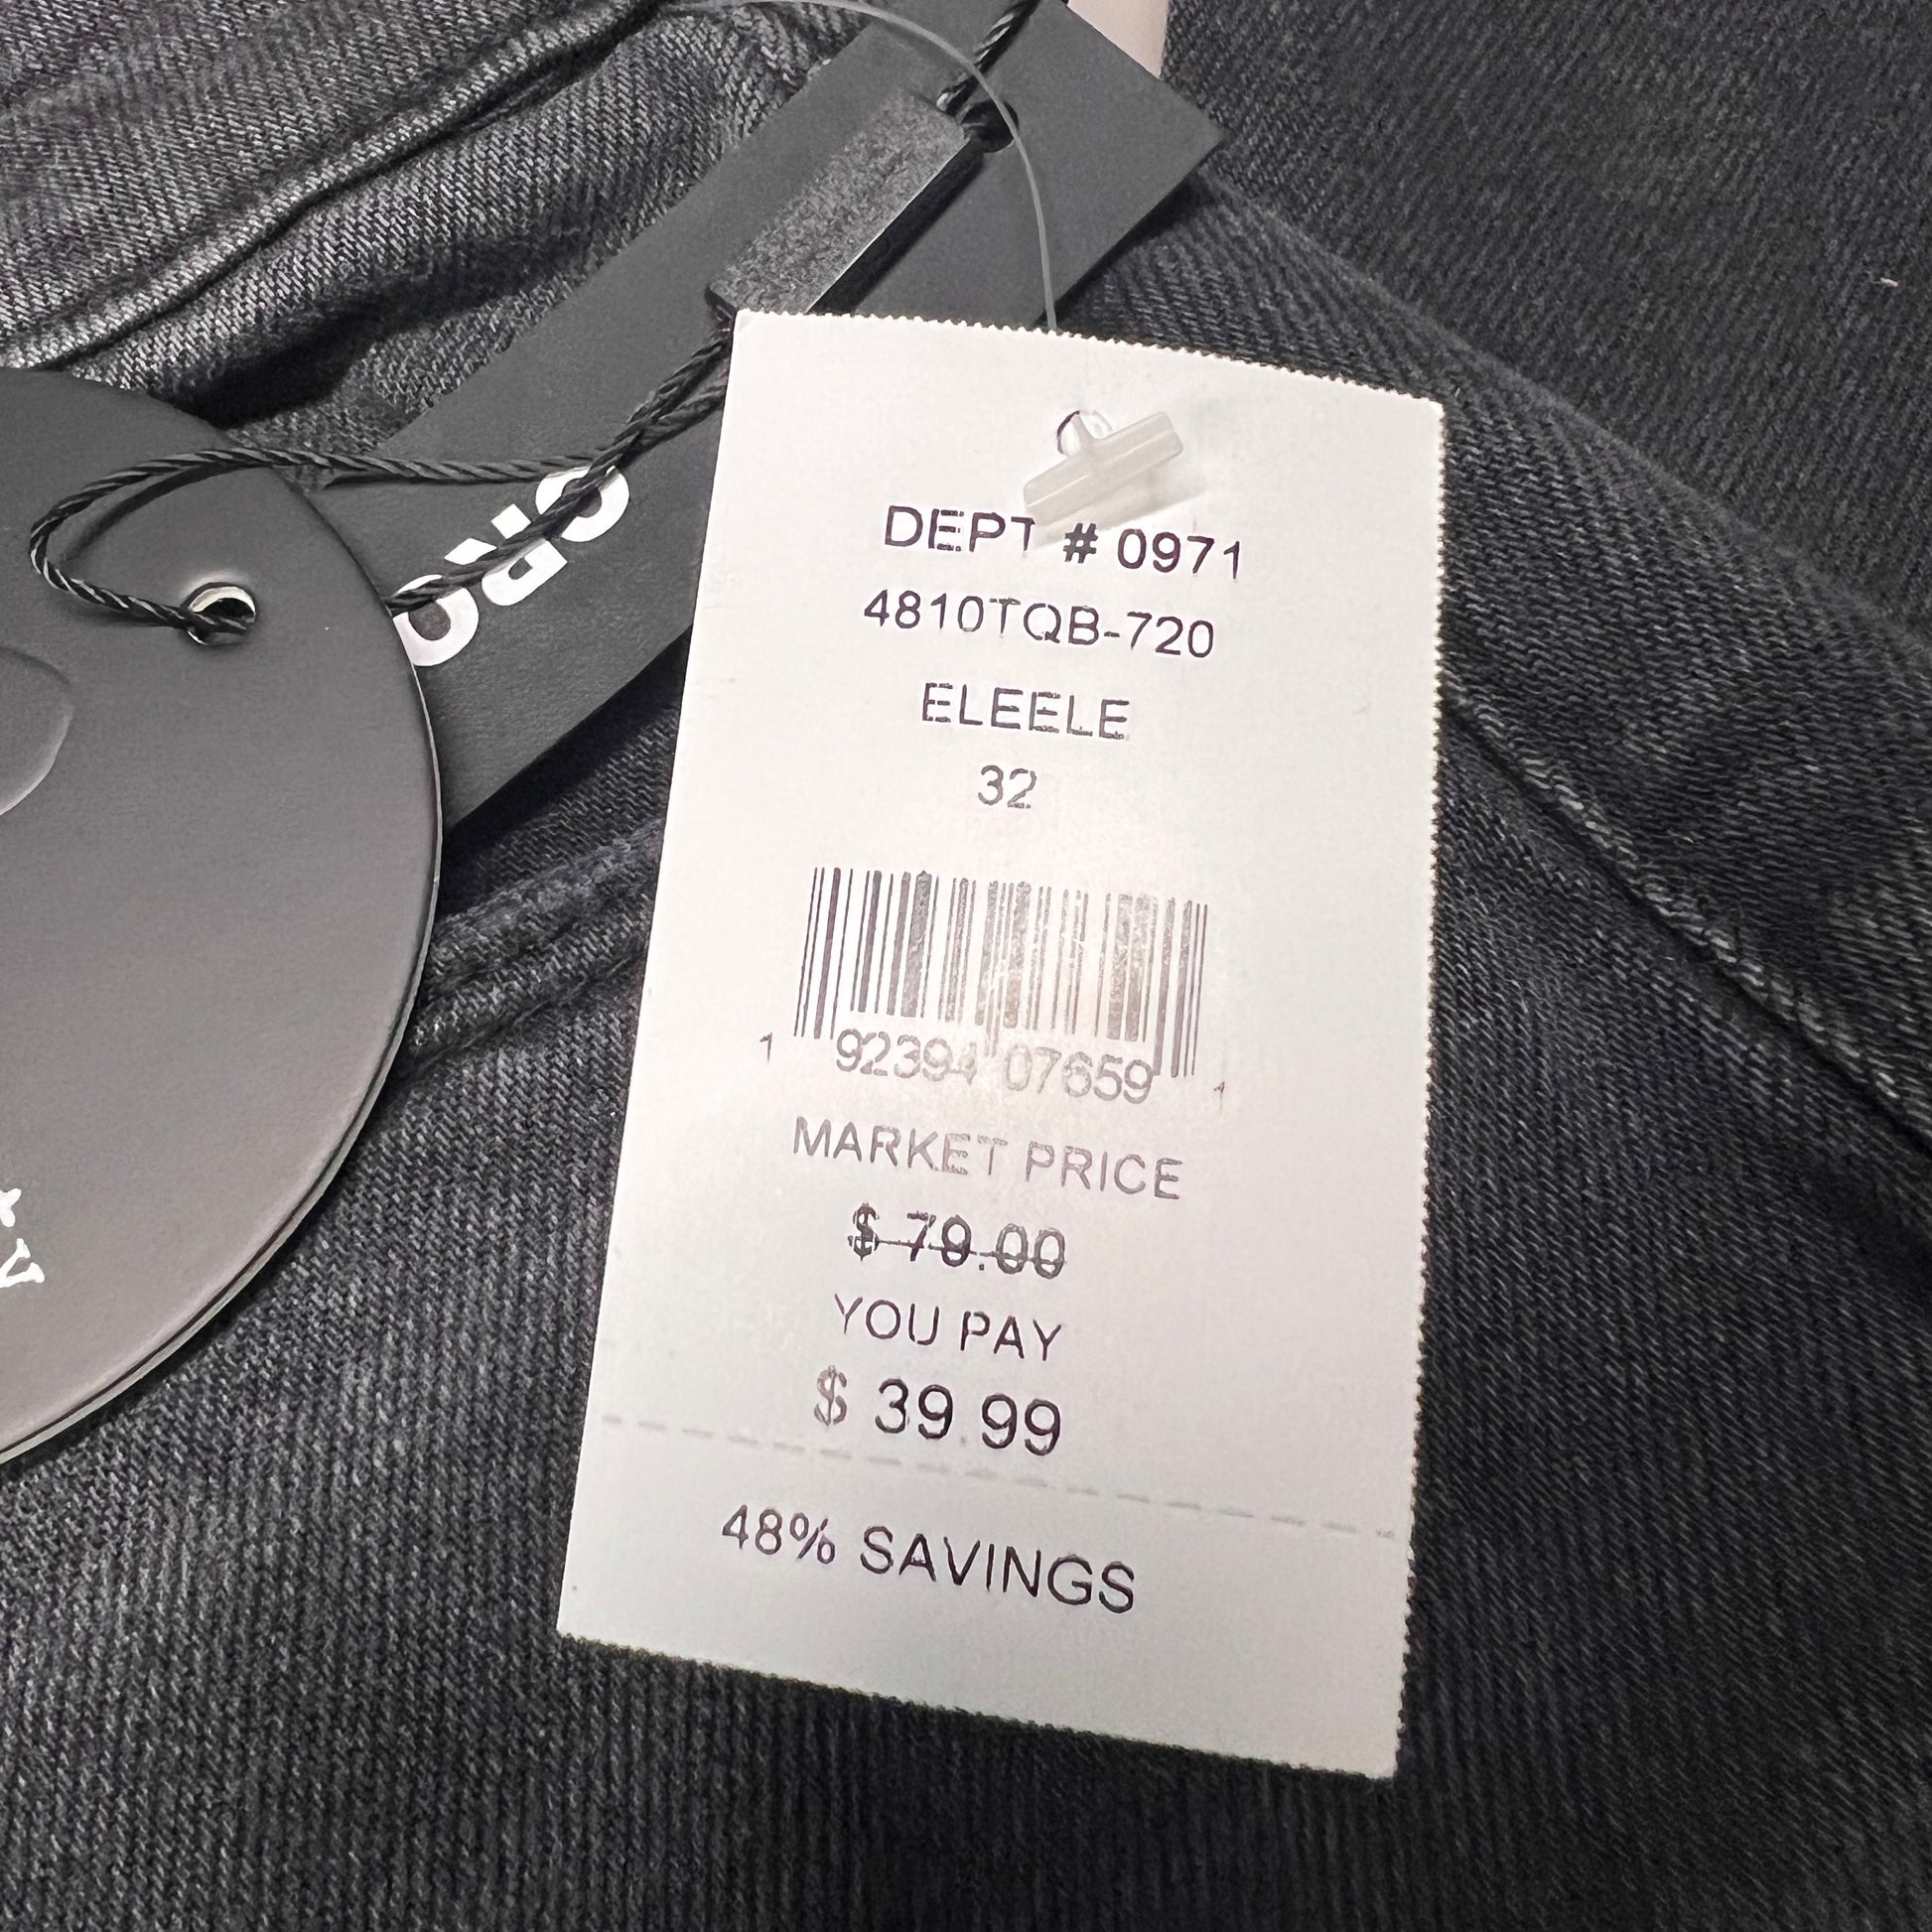 DEPT # 0971
4810TQB-720
ELEELE
32
1 92394 07659 1
MARKET PRICE
$ 79.00
YOU PAY
$ 39.99
48% SAVINGS